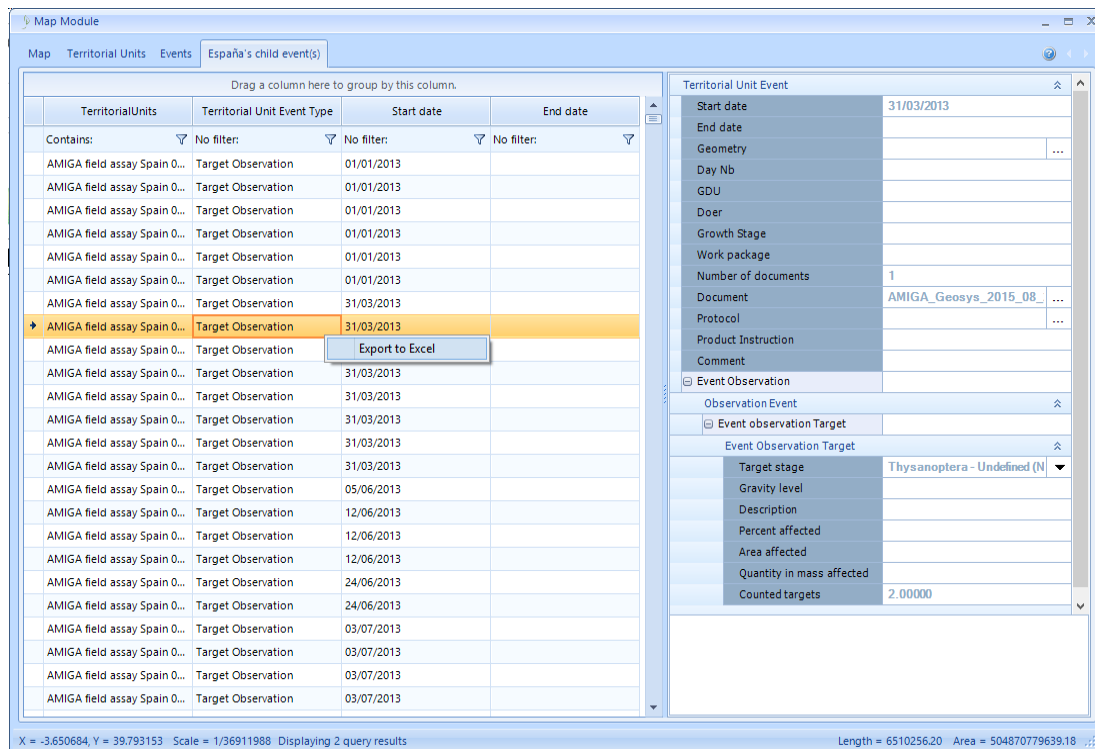 Map Module
Map Territorial Units Events España's child event(s)
Drag a column here to group by this column.
TerritorialUnits Territorial Unit Event Type Start date End date
Contains: No filter: No filter: No filter:
AMIGA field assay Spain 0... Target Observation 01/01/2013
AMIGA field assay Spain 0... Target Observation 01/01/2013
AMIGA field assay Spain 0... Target Observation 01/01/2013
AMIGA field assay Spain 0... Target Observation 01/01/2013
AMIGA field assay Spain 0... Target Observation 01/01/2013
AMIGA field assay Spain 0... Target Observation 01/01/2013
AMIGA field assay Spain 0... Target Observation 31/03/2013
AMIGA field assay Spain 0... Target Observation 31/03/2013
AMIGA field assay Spain 0... Target Observation
Export to Excel
AMIGA field assay Spain 0... Target Observation 31/03/2013
AMIGA field assay Spain 0... Target Observation 31/03/2013
AMIGA field assay Spain 0... Target Observation 31/03/2013
AMIGA field assay Spain 0... Target Observation 31/03/2013
AMIGA field assay Spain 0... Target Observation 31/03/2013
AMIGA field assay Spain 0... Target Observation 05/06/2013
AMIGA field assay Spain 0... Target Observation 12/06/2013
AMIGA field assay Spain 0... Target Observation 12/06/2013
AMIGA field assay Spain 0... Target Observation 12/06/2013
AMIGA field assay Spain 0... Target Observation 24/06/2013
AMIGA field assay Spain 0... Target Observation 24/06/2013
AMIGA field assay Spain 0... Target Observation 03/07/2013
AMIGA field assay Spain 0... Target Observation 03/07/2013
AMIGA field assay Spain 0... Target Observation 03/07/2013
AMIGA field assay Spain 0... Target Observation 03/07/2013
Territorial Unit Event
Start date 31/03/2013
End date
Geometry ...
Day Nb
GDU
Doer
Growth Stage
Work package
Number of documents 1
Document AMIGA_Geosys_2015_08_ ...
Protocol ...
Product Instruction
Comment
Event Observation
Observation Event
Event observation Target
Event Observation Target
Target stage Thysanoptera - Undefined (N
Gravity level
Description
Percent affected
Area affected
Quantity in mass affected
Counted targets 2.00000
X = -3.650684, Y = 39.793153 Scale = 1/36911988 Displaying 2 query results Length = 6510256.20 Area = 504870779639.18